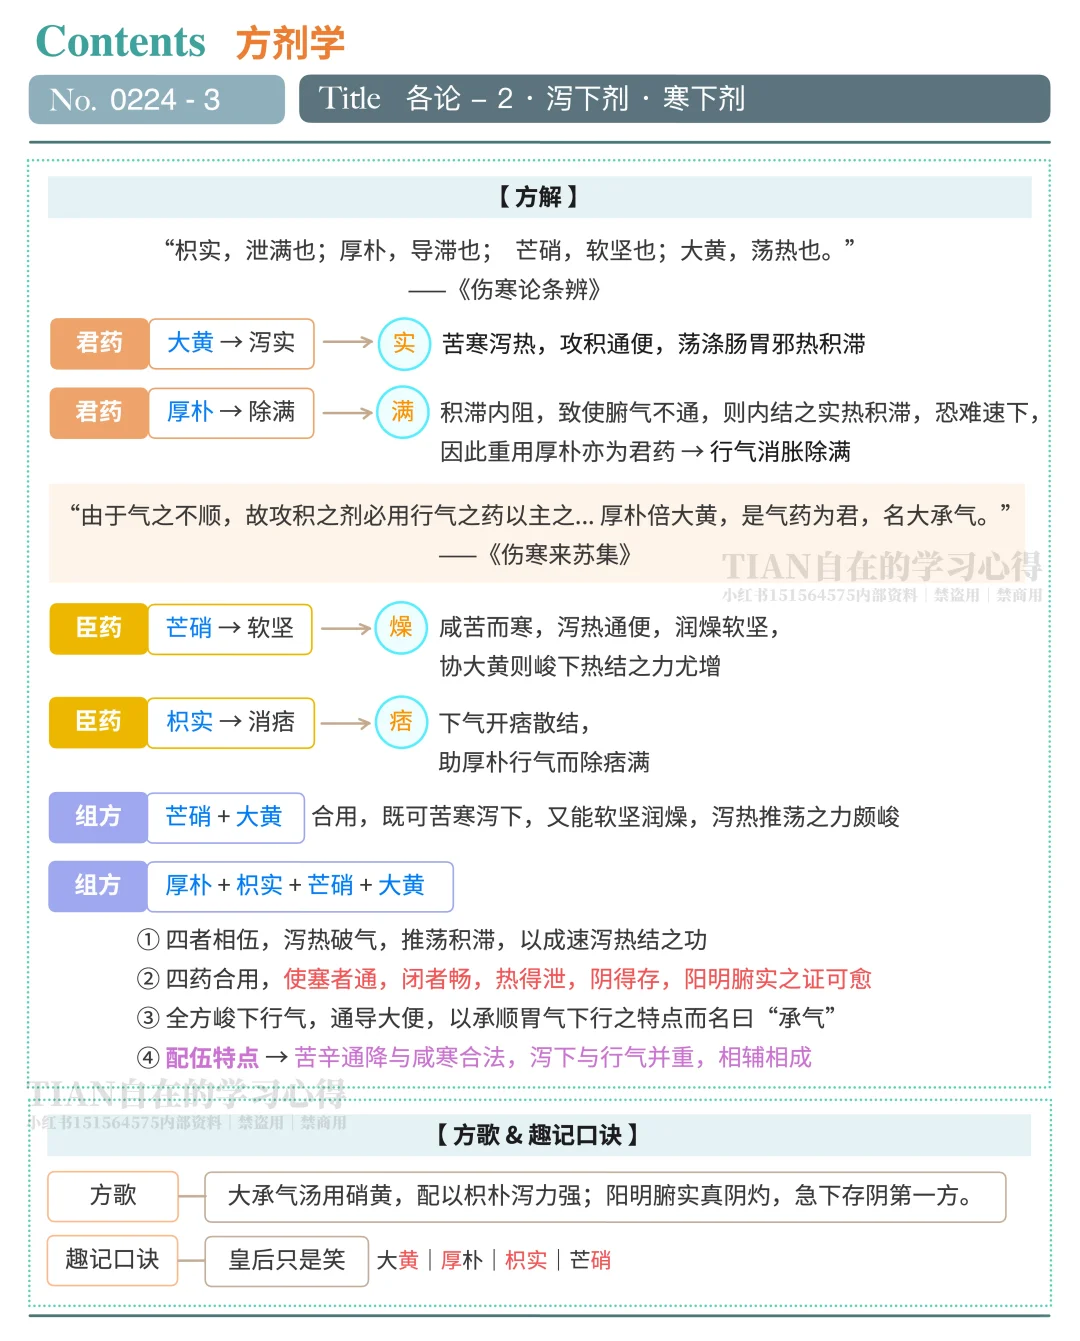 Contents 方剂学
No. 0224 - 3 Title 各论 – 2 · 泻下剂 · 寒下剂
【 方解 】
“枳实，泄满也；厚朴，导滞也； 芒硝，软坚也；大黄，荡热也。”
——《伤寒论条辨》
君药 大黄 → 泻实 实 苦寒泻热，攻积通便，荡涤肠胃邪热积滞
君药 厚朴 → 除满 满 积滞内阻，致使腑气不通，则内结之实热积滞，恐难速下，
因此重用厚朴亦为君药 → 行气消胀除满
“由于气之不顺，故攻积之剂必用行气之药以主之... 厚朴倍大黄，是气药为君，名大承气。”
——《伤寒来苏集》
TIAN自在的学习心得
小红书151564575内部资料｜禁盗用｜禁商用
臣药 芒硝 → 软坚 燥 咸苦而寒，泻热通便，润燥软坚，
协大黄则峻下热结之力尤增
臣药 枳实 → 消痞 痞 下气开痞散结，
助厚朴行气而除痞满
组方 芒硝 + 大黄 合用，既可苦寒泻下，又能软坚润燥，泻热推荡之力颇峻
组方 厚朴 + 枳实 + 芒硝 + 大黄
① 四者相伍，泻热破气，推荡积滞，以成速泻热结之功
② 四药合用，使塞者通，闭者畅，热得泄，阴得存，阳明腑实之证可愈
③ 全方峻下行气，通导大便，以承顺胃气下行之特点而名曰“承气”
④ 配伍特点 → 苦辛通降与咸寒合法，泻下与行气并重，相辅相成
TIAN自在的学习心得
小红书151564575内部资料｜禁盗用｜禁商用
【 方歌 & 趣记口诀 】
方歌 大承气汤用硝黄，配以枳朴泻力强；阳明腑实真阴灼，急下存阴第一方。
趣记口诀 皇后只是笑 大黄｜厚朴｜枳实｜芒硝